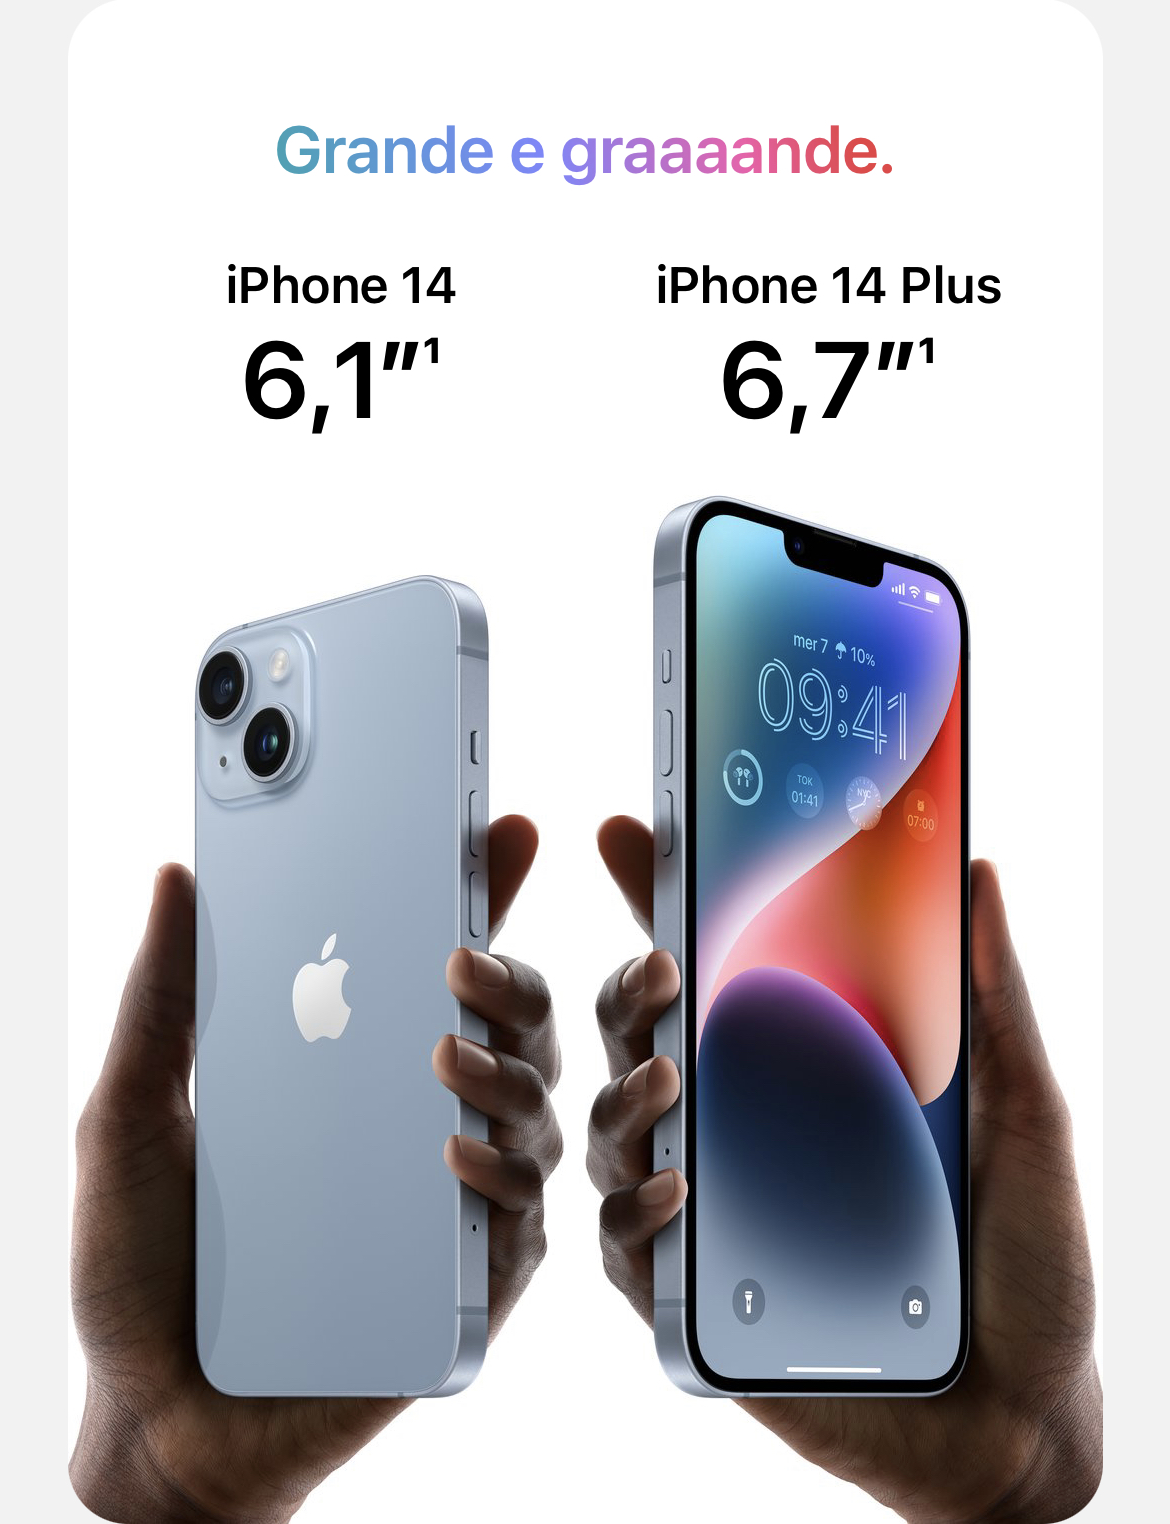 Grande e graaaande.
iPhone 14
6,1″¹
iPhone 14 Plus
6,7″¹
mer 7 10%
09:41
TOK
01:41
NYC
07:00